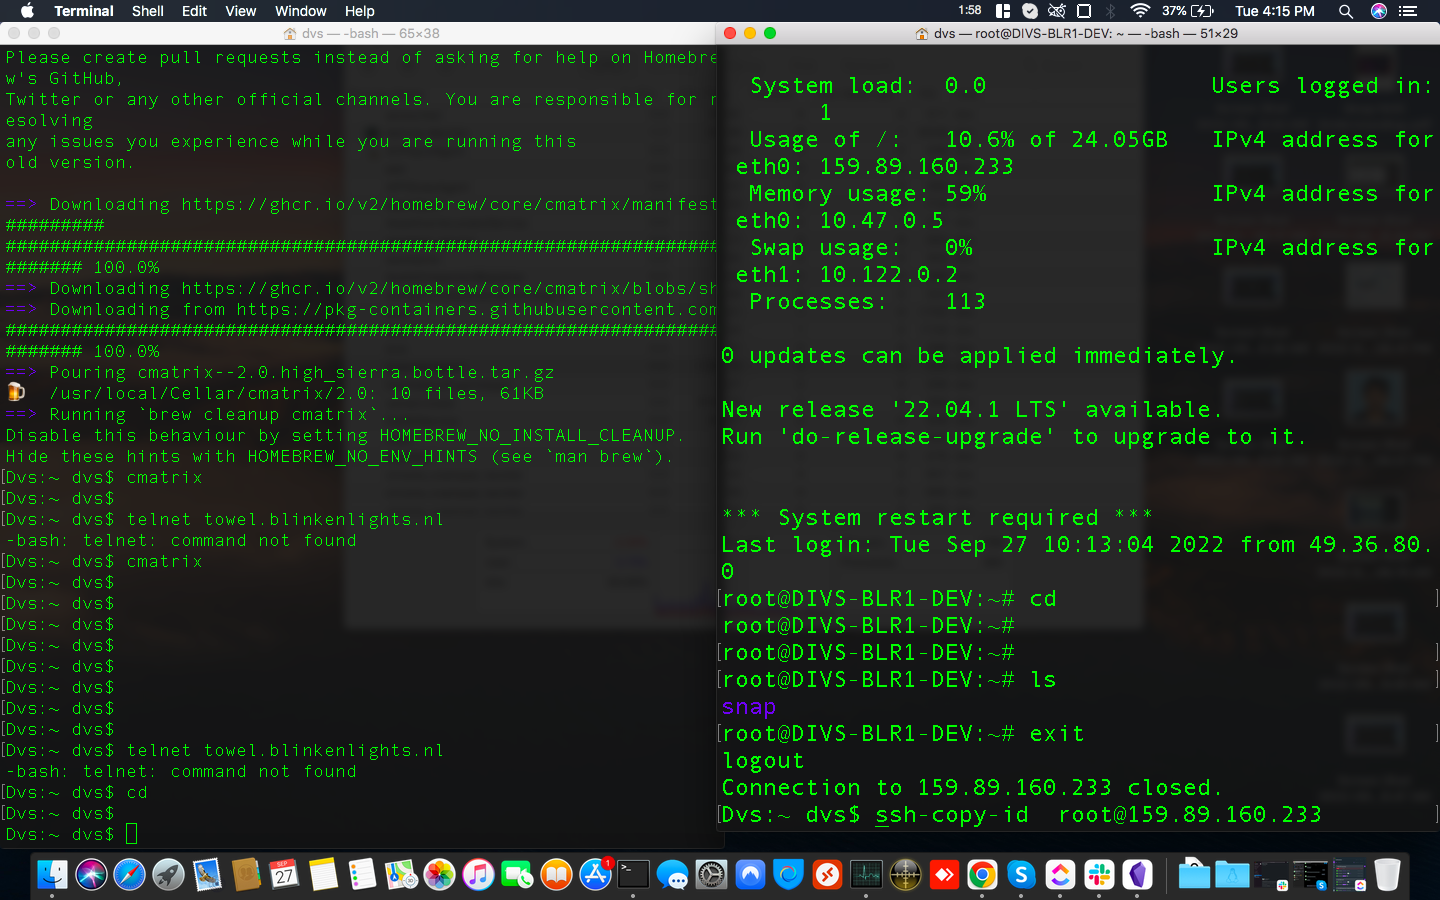 Terminal Shell Edit View Window Help
1:58 37% Tue 4:15 PM
dvs — -bash — 65×38
Please create pull requests instead of asking for help on Homebre
w's GitHub,
Twitter or any other official channels. You are responsible for r
esolving
any issues you experience while you are running this
old version.
==> Downloading https://ghcr.io/v2/homebrew/core/cmatrix/manifest
#########
#################################################################
####### 100.0%
==> Downloading https://ghcr.io/v2/homebrew/core/cmatrix/blobs/sh
==> Downloading from https://pkg-containers.githubusercontent.com
#################################################################
####### 100.0%
==> Pouring cmatrix--2.0.high_sierra.bottle.tar.gz
🍺 /usr/local/Cellar/cmatrix/2.0: 10 files, 61KB
==> Running `brew cleanup cmatrix`...
Disable this behaviour by setting HOMEBREW_NO_INSTALL_CLEANUP.
Hide these hints with HOMEBREW_NO_ENV_HINTS (see `man brew`).
[Dvs:~ dvs$ cmatrix
[Dvs:~ dvs$
[Dvs:~ dvs$ telnet towel.blinkenlights.nl
-bash: telnet: command not found
[Dvs:~ dvs$ cmatrix
[Dvs:~ dvs$
[Dvs:~ dvs$
[Dvs:~ dvs$
[Dvs:~ dvs$
[Dvs:~ dvs$
[Dvs:~ dvs$
[Dvs:~ dvs$
[Dvs:~ dvs$
[Dvs:~ dvs$ telnet towel.blinkenlights.nl
-bash: telnet: command not found
[Dvs:~ dvs$ cd
[Dvs:~ dvs$
Dvs:~ dvs$
dvs — root@DIVS-BLR1-DEV: ~ — -bash — 51×29
System load: 0.0 Users logged in:
1
Usage of /: 10.6% of 24.05GB IPv4 address for
eth0: 159.89.160.233
Memory usage: 59% IPv4 address for
eth0: 10.47.0.5
Swap usage: 0% IPv4 address for
eth1: 10.122.0.2
Processes: 113
0 updates can be applied immediately.
New release '22.04.1 LTS' available.
Run 'do-release-upgrade' to upgrade to it.
*** System restart required ***
Last login: Tue Sep 27 10:13:04 2022 from 49.36.80.
0
[root@DIVS-BLR1-DEV:~# cd ]
root@DIVS-BLR1-DEV:~#
[root@DIVS-BLR1-DEV:~# ]
[root@DIVS-BLR1-DEV:~# ls ]
snap
[root@DIVS-BLR1-DEV:~# exit ]
logout
Connection to 159.89.160.233 closed.
[Dvs:~ dvs$ ssh-copy-id root@159.89.160.233 ]
SEP
27
1